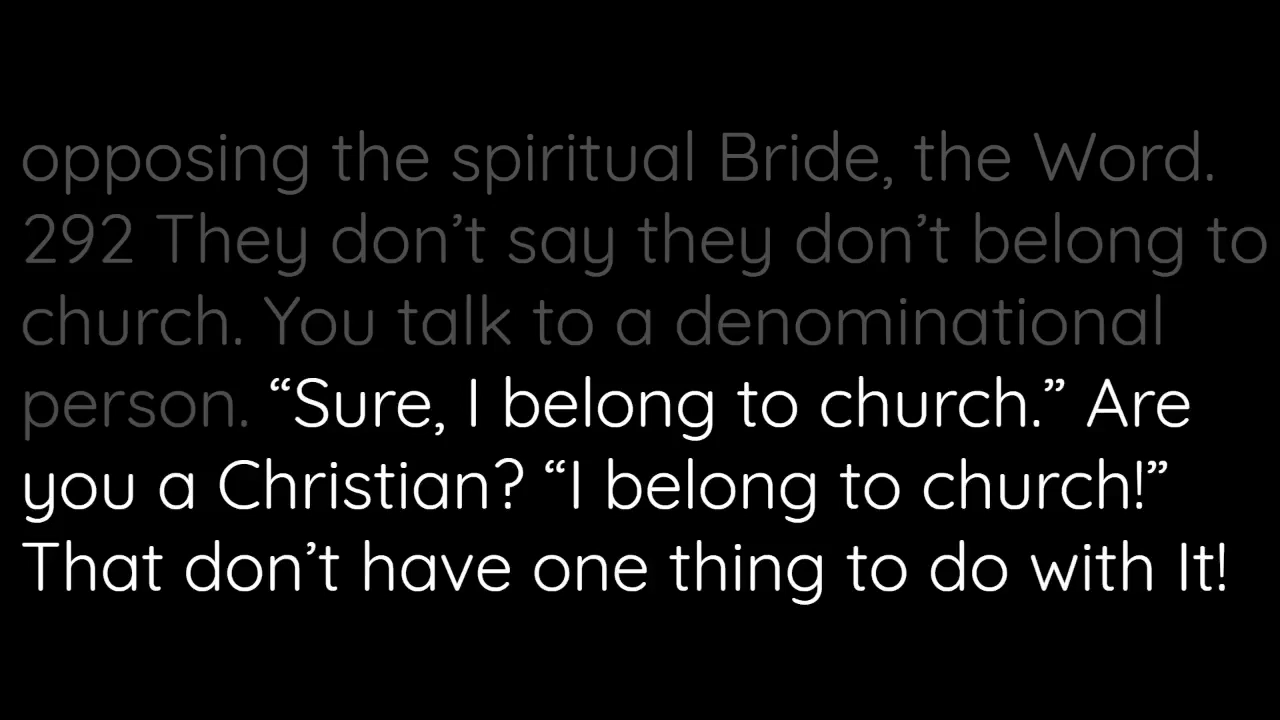 opposing the spiritual Bride, the Word.
292 They don’t say they don’t belong to
church. You talk to a denominational
person. “Sure, I belong to church.” Are
you a Christian? “I belong to church!”
That don’t have one thing to do with It!